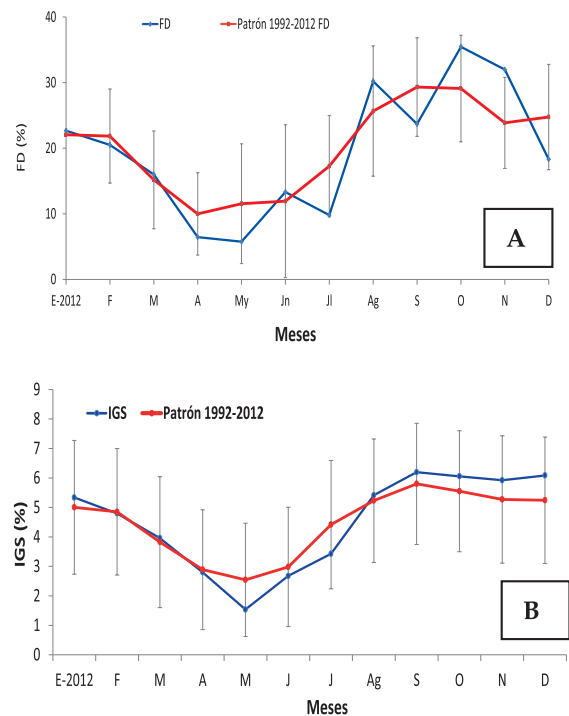 FD Patrón 1992-2012 FD
40
30
20
10
0
FD (%)
E-2012 F M A My Jn Jl Ag S O N D
Meses
A
IGS Patrón 1992-2012
9
8
7
6
5
4
3
2
1
0
IGS (%)
E-2012 F M A M J J Ag S O N D
Meses
B